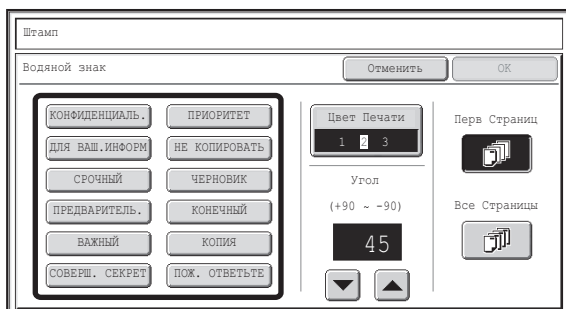 Штамп
Водяной знак
Отменить
OK
КОНФИДЕНЦИАЛЬ.
ПРИОРИТЕТ
ДЛЯ ВАШ.ИНФОРМ
НЕ КОПИРОВАТЬ
СРОЧНЫЙ
ЧЕРНОВИК
ПРЕДВАРИТЕЛЬ.
КОНЕЧНЫЙ
ВАЖНЫЙ
КОПИЯ
СОВЕРШ. СЕКРЕТ
ПОЖ. ОТВЕТЬТЕ
Цвет Печати
1 2 3
Угол
(+90 ~ -90)
45
Перв Страниц
Все Страницы